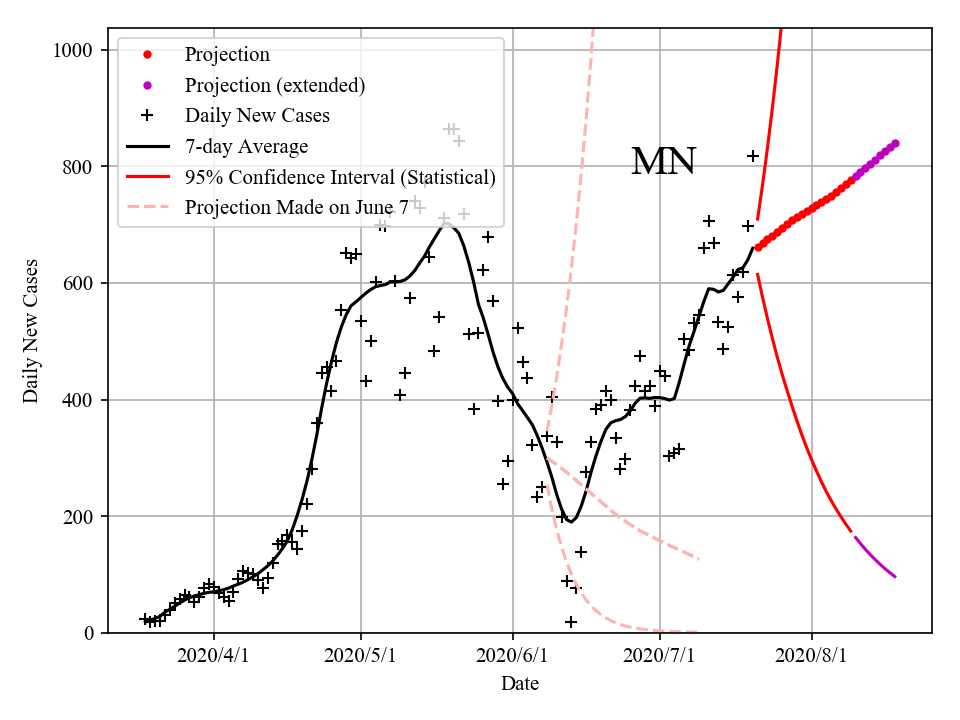 1000
800
600
400
200
0
Daily New Cases
Projection
Projection (extended)
Daily New Cases
7-day Average
95% Confidence Interval (Statistical)
Projection Made on June 7
MN
2020/4/1 2020/5/1 2020/6/1 2020/7/1 2020/8/1
Date